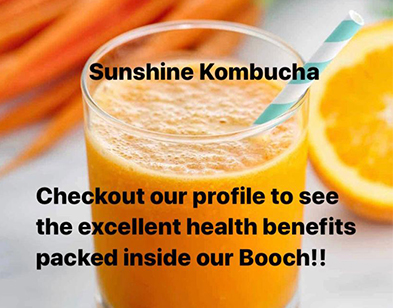 Sunshine Kombucha
Checkout our profile to see
the excellent health benefits
packed inside our Booch!!